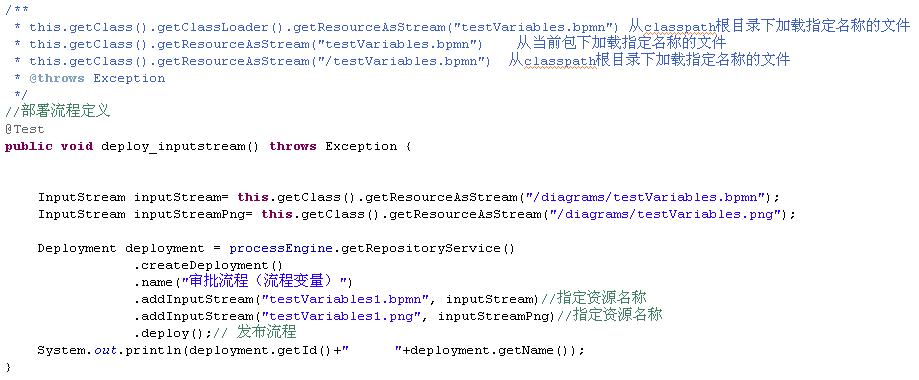 /**
 * this.getClass().getClassLoader().getResourceAsStream("testVariables.bpmn") 从classpath根目录下加载指定名称的文件
 * this.getClass().getResourceAsStream("testVariables.bpmn")    从当前包下加载指定名称的文件
 * this.getClass().getResourceAsStream("/testVariables.bpmn")  从classpath根目录下加载指定名称的文件
 * @throws Exception
 */
//部署流程定义
@Test
public void deploy_inputstream() throws Exception {
    InputStream inputStream= this.getClass().getResourceAsStream("/diagrams/testVariables.bpmn");
    InputStream inputStreamPng= this.getClass().getResourceAsStream("/diagrams/testVariables.png");
    Deployment deployment = processEngine.getRepositoryService()
                .createDeployment()
                .name("审批流程（流程变量）")
                .addInputStream("testVariables1.bpmn", inputStream)//指定资源名称
                .addInputStream("testVariables1.png", inputStreamPng)//指定资源名称
                .deploy();// 发布流程
    System.out.println(deployment.getId()+"      "+deployment.getName());
}